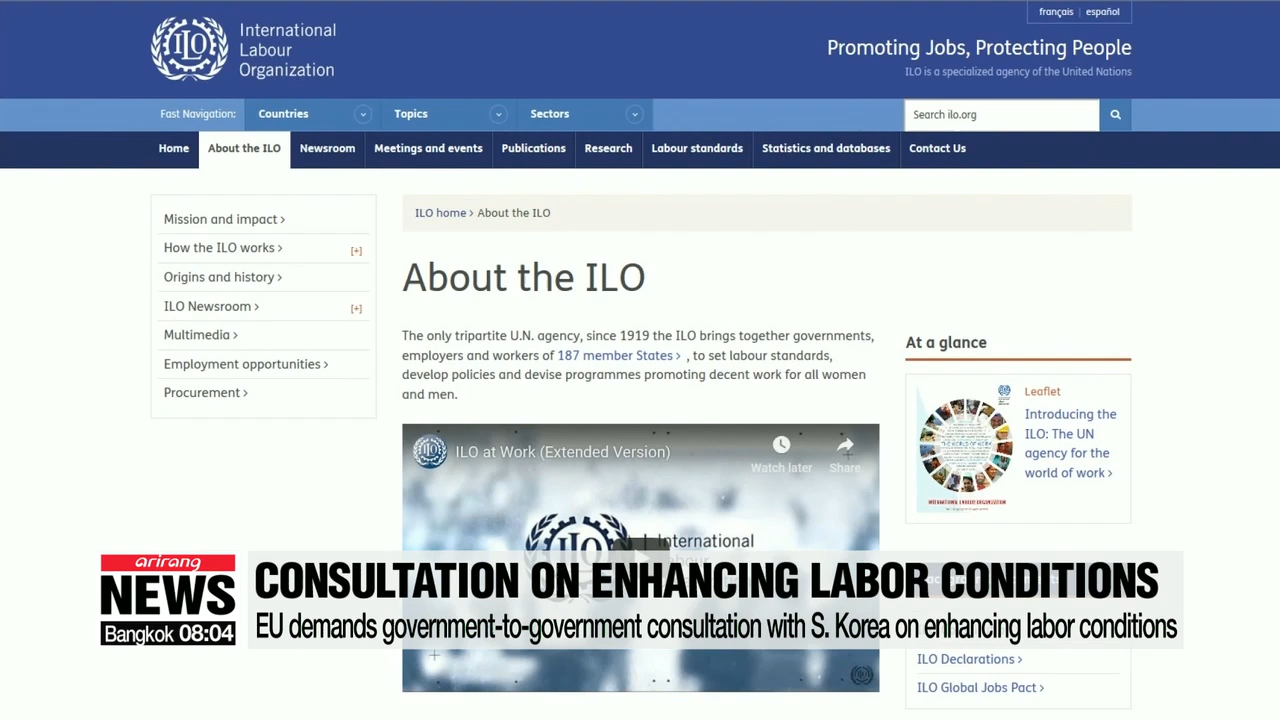 français | español
ILO
International
Labour
Organization
Promoting Jobs, Protecting People
ILO is a specialized agency of the United Nations
Fast Navigation:
Countries
Topics
Sectors
Search ilo.org
Home
About the ILO
Newsroom
Meetings and events
Publications
Research
Labour standards
Statistics and databases
Contact Us
Mission and impact ›
How the ILO works › [+]
Origins and history ›
ILO Newsroom › [+]
Multimedia ›
Employment opportunities ›
Procurement ›
ILO home › About the ILO
About the ILO
The only tripartite U.N. agency, since 1919 the ILO brings together governments,
employers and workers of 187 member States › , to set labour standards,
develop policies and devise programmes promoting decent work for all women
and men.
ILO at Work (Extended Version)
Watch later
Share
ILO
International
At a glance
Leaflet
Introducing the
ILO: The UN
agency for the
world of work ›
INTERNATIONAL LABOUR ORGANIZATION
arirang
NEWS
Bangkok 08:04
CONSULTATION ON ENHANCING LABOR CONDITIONS
EU demands government-to-government consultation with S. Korea on enhancing labor conditions
ILO Declarations ›
ILO Global Jobs Pact ›